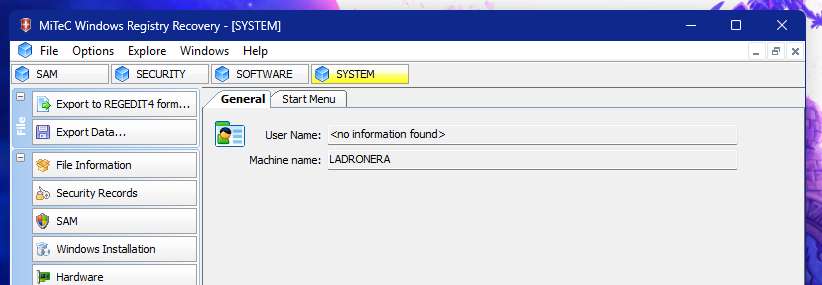 MiTeC Windows Registry Recovery - [SYSTEM]
File Options Explore Windows Help
SAM SECURITY SOFTWARE SYSTEM
File
Export to REGEDIT4 form...
Export Data...
File Information
Security Records
SAM
Windows Installation
Hardware
General Start Menu
User Name: <no information found>
Machine name: LADRONERA